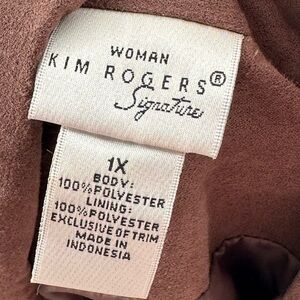 WOMAN
KIM ROGERS®
Signature
1X
BODY:
100%POLYESTER
LINING:
100%POLYESTER
EXCLUSIVE OF TRIM
MADE IN
INDONESIA